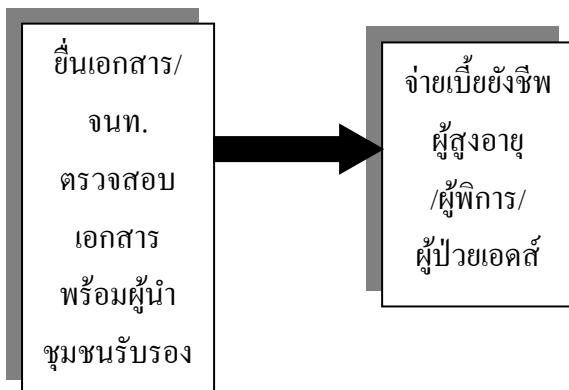 ยื่นเอกสาร/
จนท.
ตรวจสอบ
เอกสาร
พร้อมผู้นำ
ชุมชนรับรอง
จ่ายเบี้ยยังชีพ
ผู้สูงอายุ
/ผู้พิการ/
ผู้ป่วยเอดส์